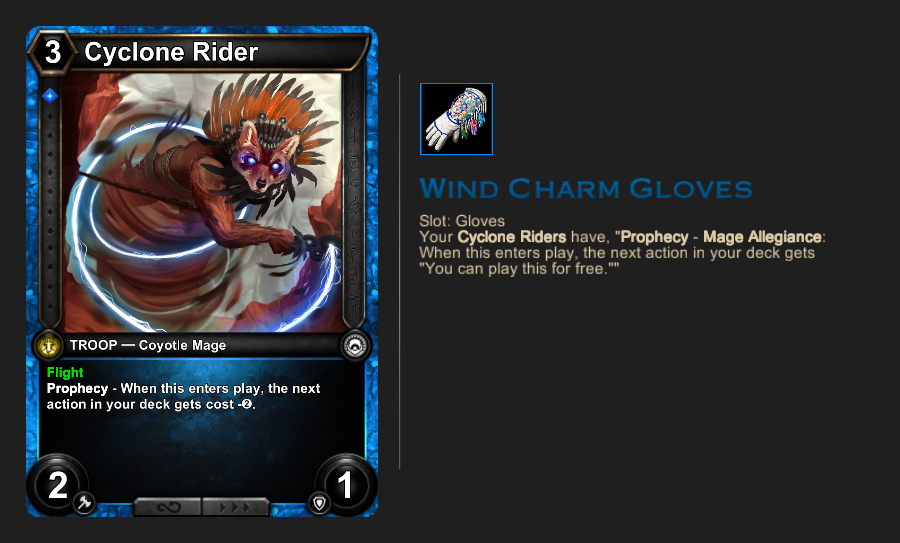 3 Cyclone Rider
TROOP — Coyotle Mage
Flight
Prophecy - When this enters play, the next
action in your deck gets cost -2.
2
1
WIND CHARM GLOVES
Slot: Gloves
Your Cyclone Riders have, "Prophecy - Mage Allegiance:
When this enters play, the next action in your deck gets
"You can play this for free.""